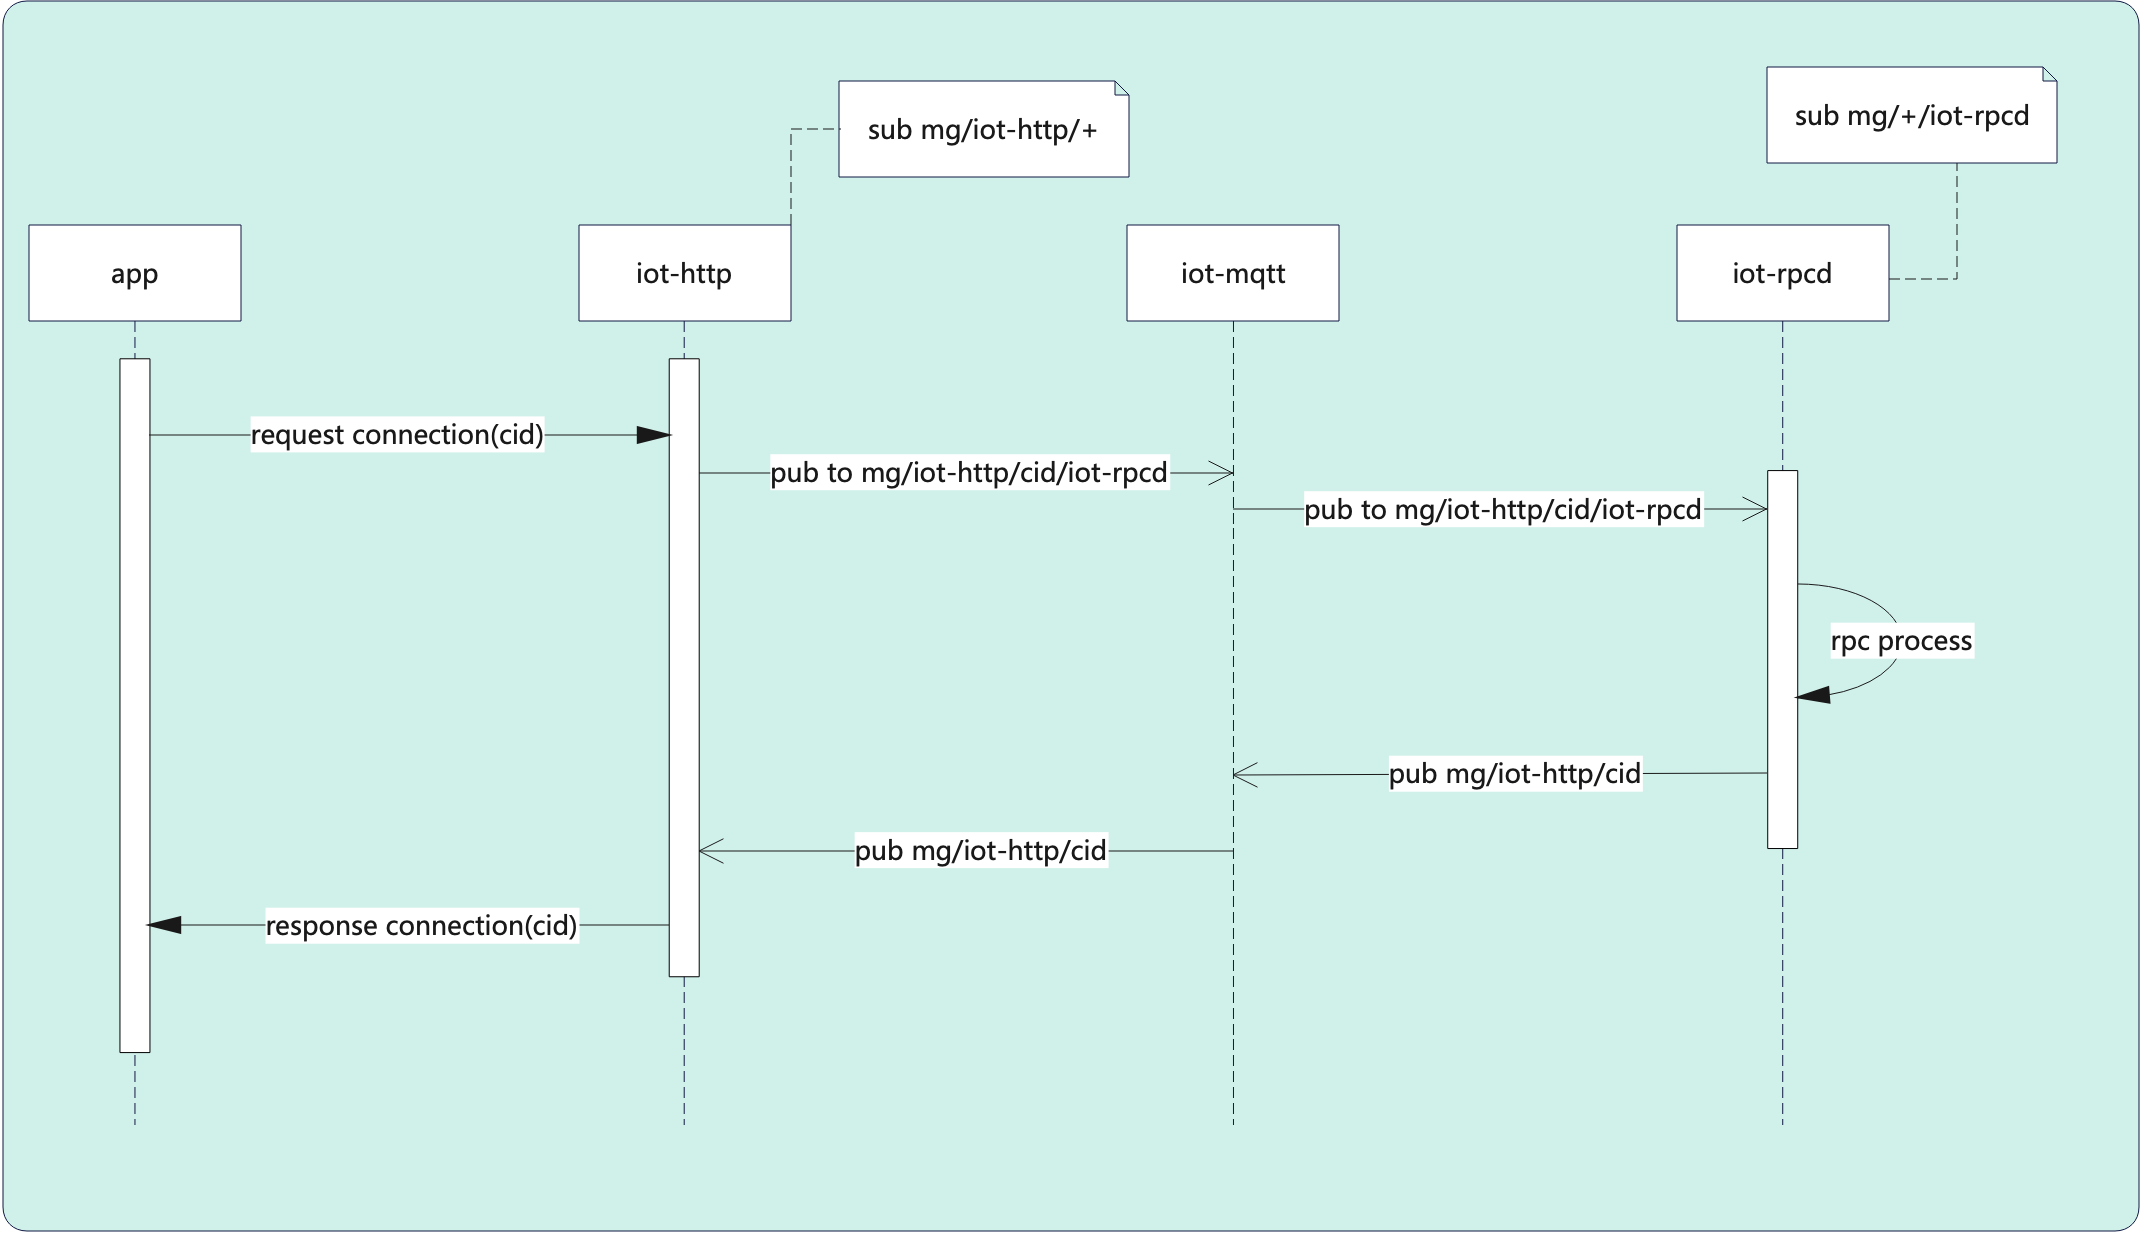 sub mg/iot-http/+
sub mg/+/iot-rpcd
app
iot-http
iot-mqtt
iot-rpcd
request connection(cid)
pub to mg/iot-http/cid/iot-rpcd
pub to mg/iot-http/cid/iot-rpcd
rpc process
pub mg/iot-http/cid
pub mg/iot-http/cid
response connection(cid)